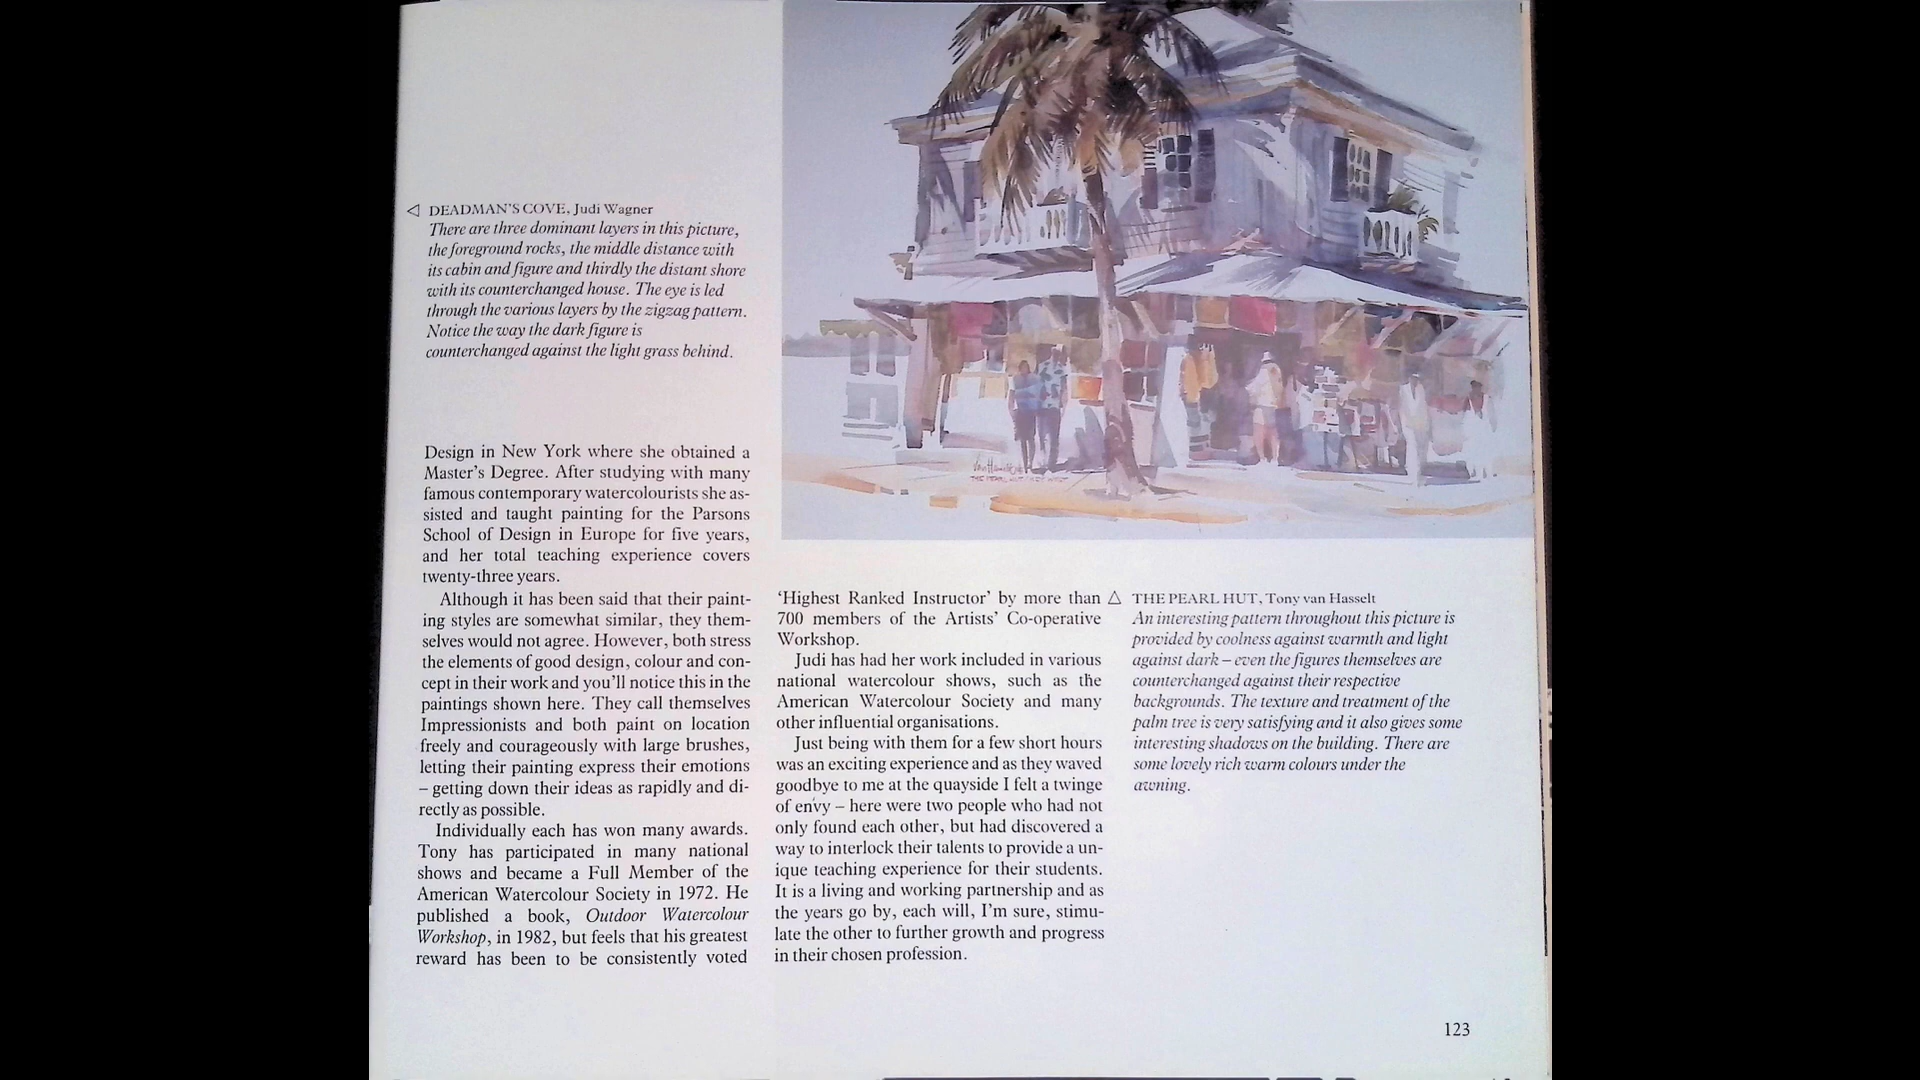 ◁ DEADMAN'S COVE, Judi Wagner
There are three dominant layers in this picture,
the foreground rocks, the middle distance with
its cabin and figure and thirdly the distant shore
with its counterchanged house. The eye is led
through the various layers by the zigzag pattern.
Notice the way the dark figure is
counterchanged against the light grass behind.
Design in New York where she obtained a
Master's Degree. After studying with many
famous contemporary watercolourists she as-
sisted and taught painting for the Parsons
School of Design in Europe for five years,
and her total teaching experience covers
twenty-three years.
Although it has been said that their paint-
ing styles are somewhat similar, they them-
selves would not agree. However, both stress
the elements of good design, colour and con-
cept in their work and you'll notice this in the
paintings shown here. They call themselves
Impressionists and both paint on location
freely and courageously with large brushes,
letting their painting express their emotions
– getting down their ideas as rapidly and di-
rectly as possible.
Individually each has won many awards.
Tony has participated in many national
shows and became a Full Member of the
American Watercolour Society in 1972. He
published a book, Outdoor Watercolour
Workshop, in 1982, but feels that his greatest
reward has been to be consistently voted
'Highest Ranked Instructor' by more than
700 members of the Artists' Co-operative
Workshop.
Judi has had her work included in various
national watercolour shows, such as the
American Watercolour Society and many
other influential organisations.
Just being with them for a few short hours
was an exciting experience and as they waved
goodbye to me at the quayside I felt a twinge
of envy – here were two people who had not
only found each other, but had discovered a
way to interlock their talents to provide a un-
ique teaching experience for their students.
It is a living and working partnership and as
the years go by, each will, I'm sure, stimu-
late the other to further growth and progress
in their chosen profession.
Van Hasselt
THE PEARL HUT / KEY WEST
△ THE PEARL HUT, Tony van Hasselt
An interesting pattern throughout this picture is
provided by coolness against warmth and light
against dark – even the figures themselves are
counterchanged against their respective
backgrounds. The texture and treatment of the
palm tree is very satisfying and it also gives some
interesting shadows on the building. There are
some lovely rich warm colours under the
awning.
123